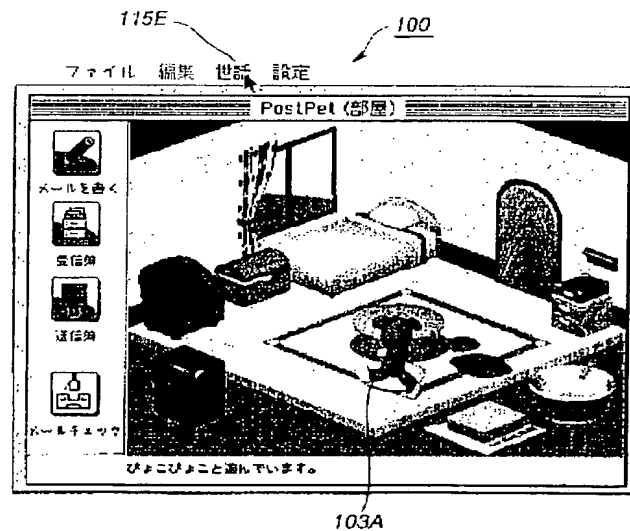 115E
100
ファイル 編集 世話 設定
PostPet (部屋)
メールを書く
受信簿
送信簿
メールチェック
ぴょこぴょこと遊んでいます。
103A